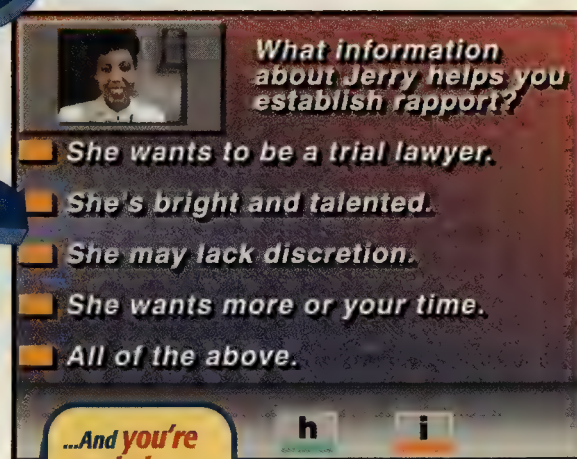 What information
about Jerry helps you
establish rapport?
She wants to be a trial lawyer.
She's bright and talented.
She may lack discretion.
She wants more or your time.
All of the above.
...And you're
h
i